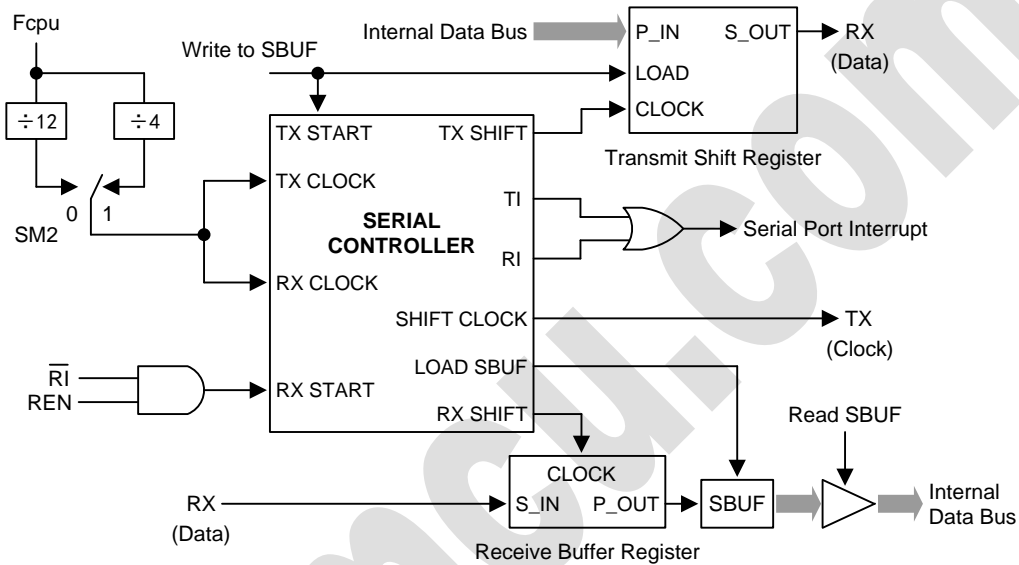 Fcpu
Write to SBUF
Internal Data Bus
P_IN
S_OUT
RX
(Data)
LOAD
CLOCK
Transmit Shift Register
÷12
÷4
0
1
SM2
TX START
TX SHIFT
TX CLOCK
TI
SERIAL
CONTROLLER
RI
Serial Port Interrupt
RX CLOCK
SHIFT CLOCK
TX
(Clock)
LOAD SBUF
R̅I̅
REN
RX START
RX SHIFT
Read SBUF
CLOCK
RX
(Data)
S_IN
P_OUT
SBUF
Internal
Data Bus
Receive Buffer Register
mcu.com